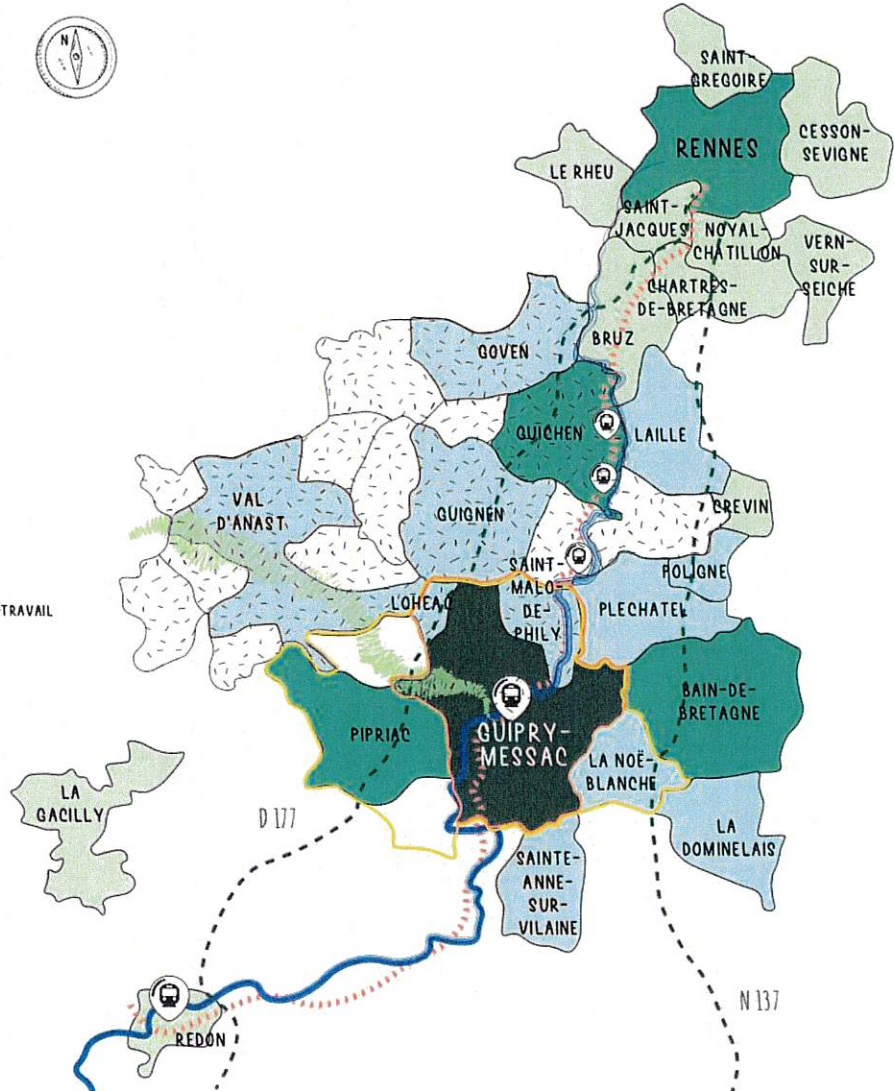 N
SAINT-
GREGOIRE
RENNES
CESSON-
SEVIGNE
LE RHEU
SAINT-
JACQUES
NOYAL-
CHATILLON
VERN-
SUR-
SEICHE
CHARTRES-
DE-BRETAGNE
BRUZ
GOVEN
GUICHEN
LAILLE
VAL
D'ANAST
GUIGNEN
CREVIN
SAINT-
MALO-
DE-
PHILY
POLIGNE
LOHEAC
PLECHATEL
TRAVAIL
BAIN-DE-
BRETAGNE
PIPRIAC
GUIPRY-
MESSAC
LA NOË-
BLANCHE
LA
GACILLY
D 177
LA
DOMINELAIS
SAINTE-
ANNE-
SUR-
VILAINE
N 137
REDON